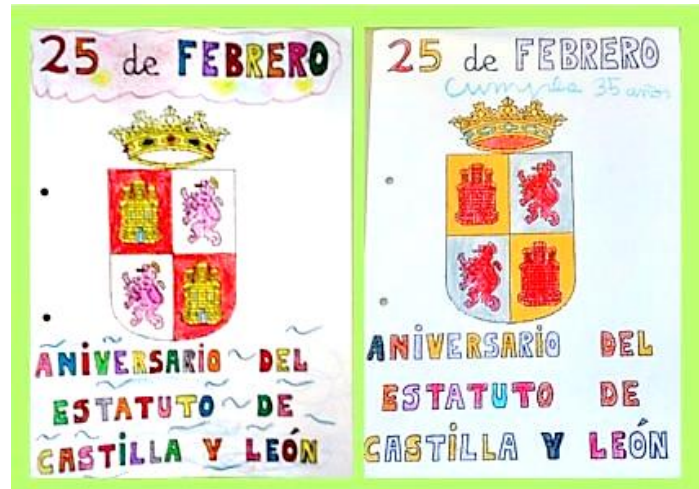 25 de FEBRERO
ANIVERSARIO DEL
ESTATUTO DE
CASTILLA Y LEÓN
25 de FEBRERO
Cumple 35 años
ANIVERSARIO DEL
ESTATUTO DE
CASTILLA Y LEÓN